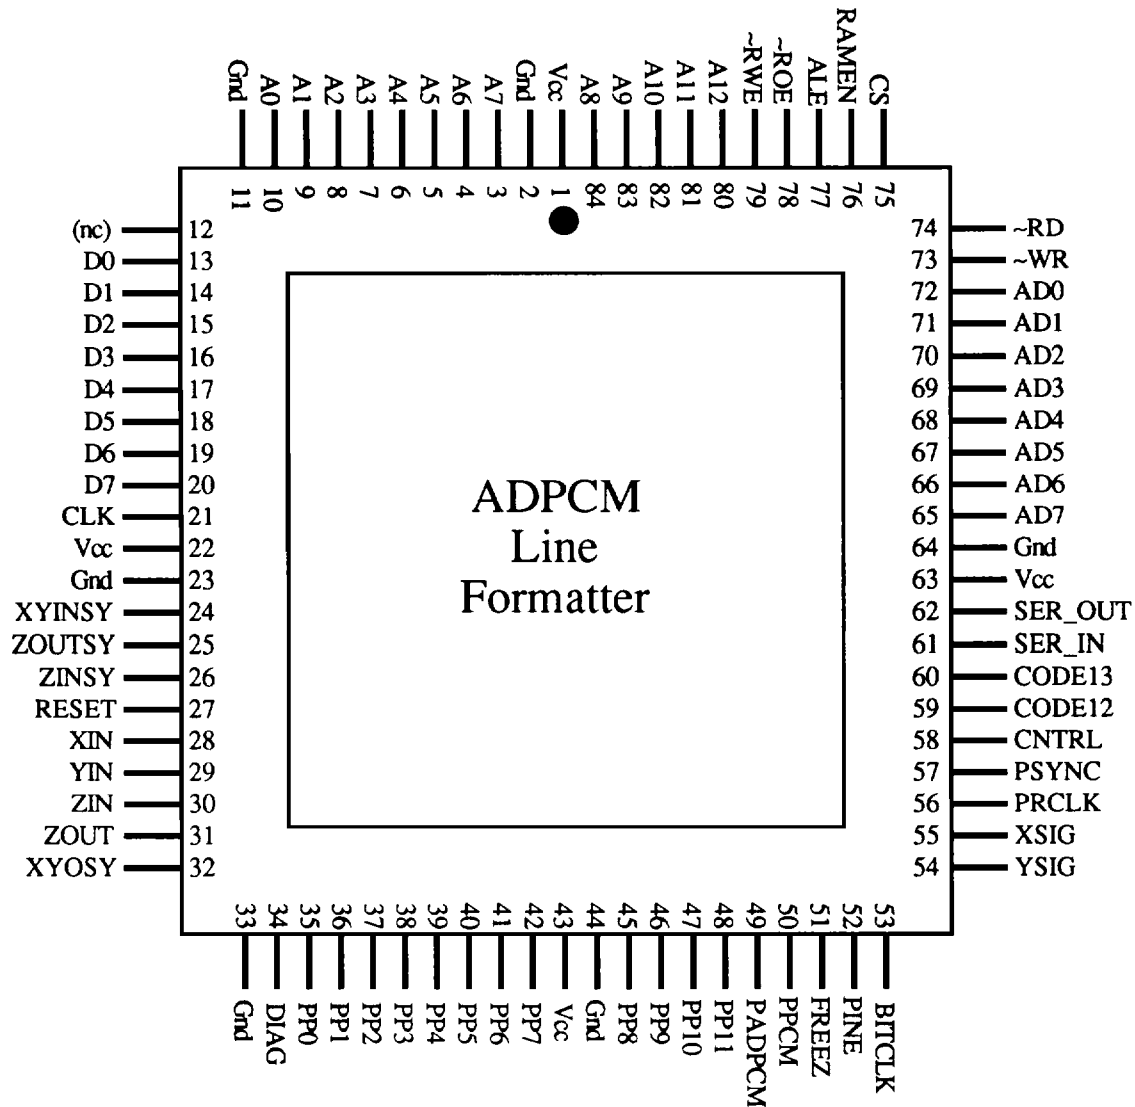 Gnd A0 A1 A2 A3 A4 A5 A6 A7 Gnd Vcc A8 A9 A10 A11 A12 ~RWE ~ROE ALE RAMEN CS
11 10 9 8 7 6 5 4 3 2 1 84 83 82 81 80 79 78 77 76 75
(nc) 12 74 ~RD
D0 13 73 ~WR
D1 14 72 AD0
D2 15 71 AD1
D3 16 70 AD2
D4 17 69 AD3
D5 18 68 AD4
D6 19 67 AD5
D7 20 66 AD6
CLK 21 65 AD7
Vcc 22 64 Gnd
Gnd 23 63 Vcc
XYINSY 24 62 SER_OUT
ZOUTSY 25 61 SER_IN
ZINSY 26 60 CODE13
RESET 27 59 CODE12
XIN 28 58 CNTRL
YIN 29 57 PSYNC
ZIN 30 56 PRCLK
ZOUT 31 55 XSIG
XYOSY 32 54 YSIG
ADPCM
Line
Formatter
33 34 35 36 37 38 39 40 41 42 43 44 45 46 47 48 49 50 51 52 53
Gnd DIAG PP0 PP1 PP2 PP3 PP4 PP5 PP6 PP7 Vcc Gnd PP8 PP9 PP10 PP11 PADPCM PPCM FREEZ PINE BITCLK